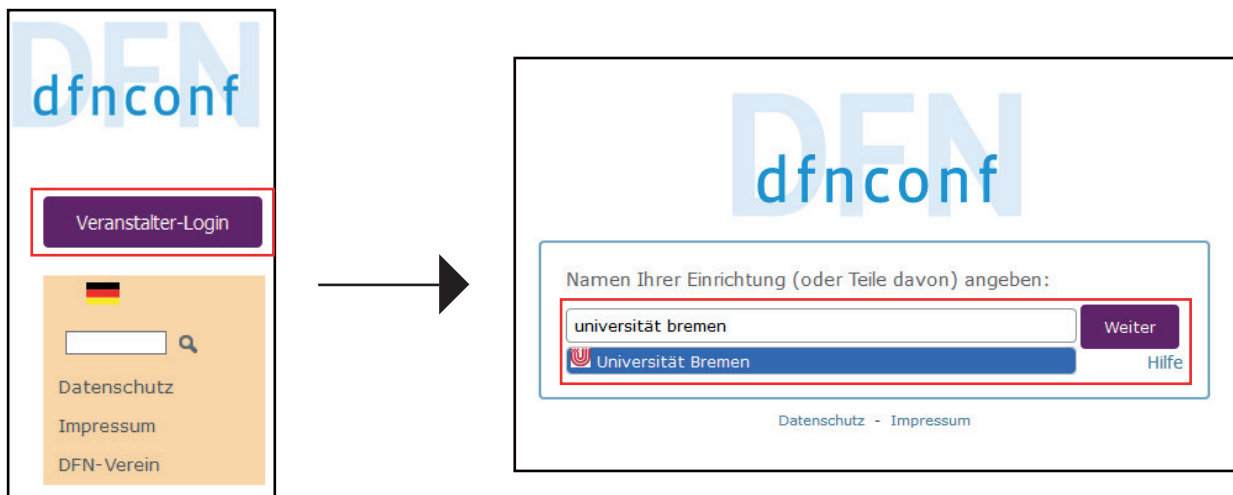 DFN
dfnconf
Veranstalter-Login
Datenschutz
Impressum
DFN-Verein
DFN
dfnconf
Namen Ihrer Einrichtung (oder Teile davon) angeben:
universität bremen
Weiter
Universität Bremen
Hilfe
Datenschutz - Impressum